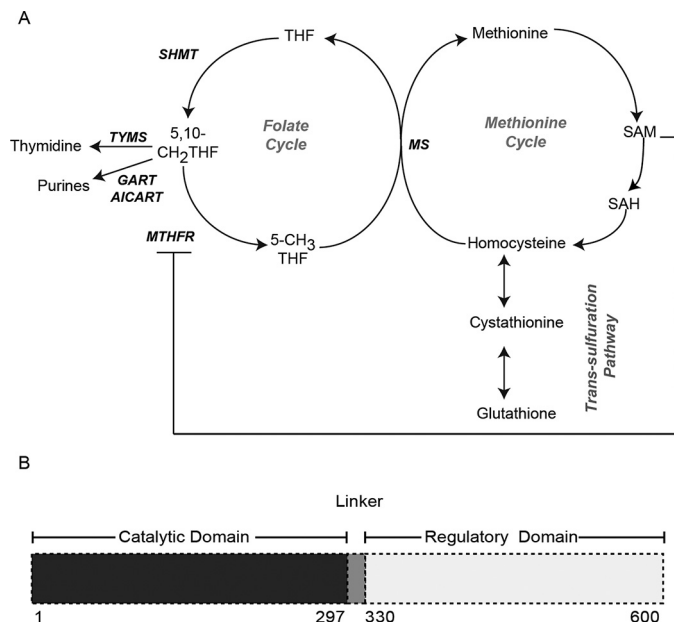 A
THF
Methionine
SHMT
Folate
Cycle
Methionine
Cycle
5,10-
CH2THF
TYMS
Thymidine
MS
SAM
Purines
GART
AICART
SAH
MTHFR
5-CH3
THF
Homocysteine
Cystathionine
Trans-sulfuration
Pathway
Glutathione
B
Linker
Catalytic Domain
Regulatory Domain
1
297
330
600